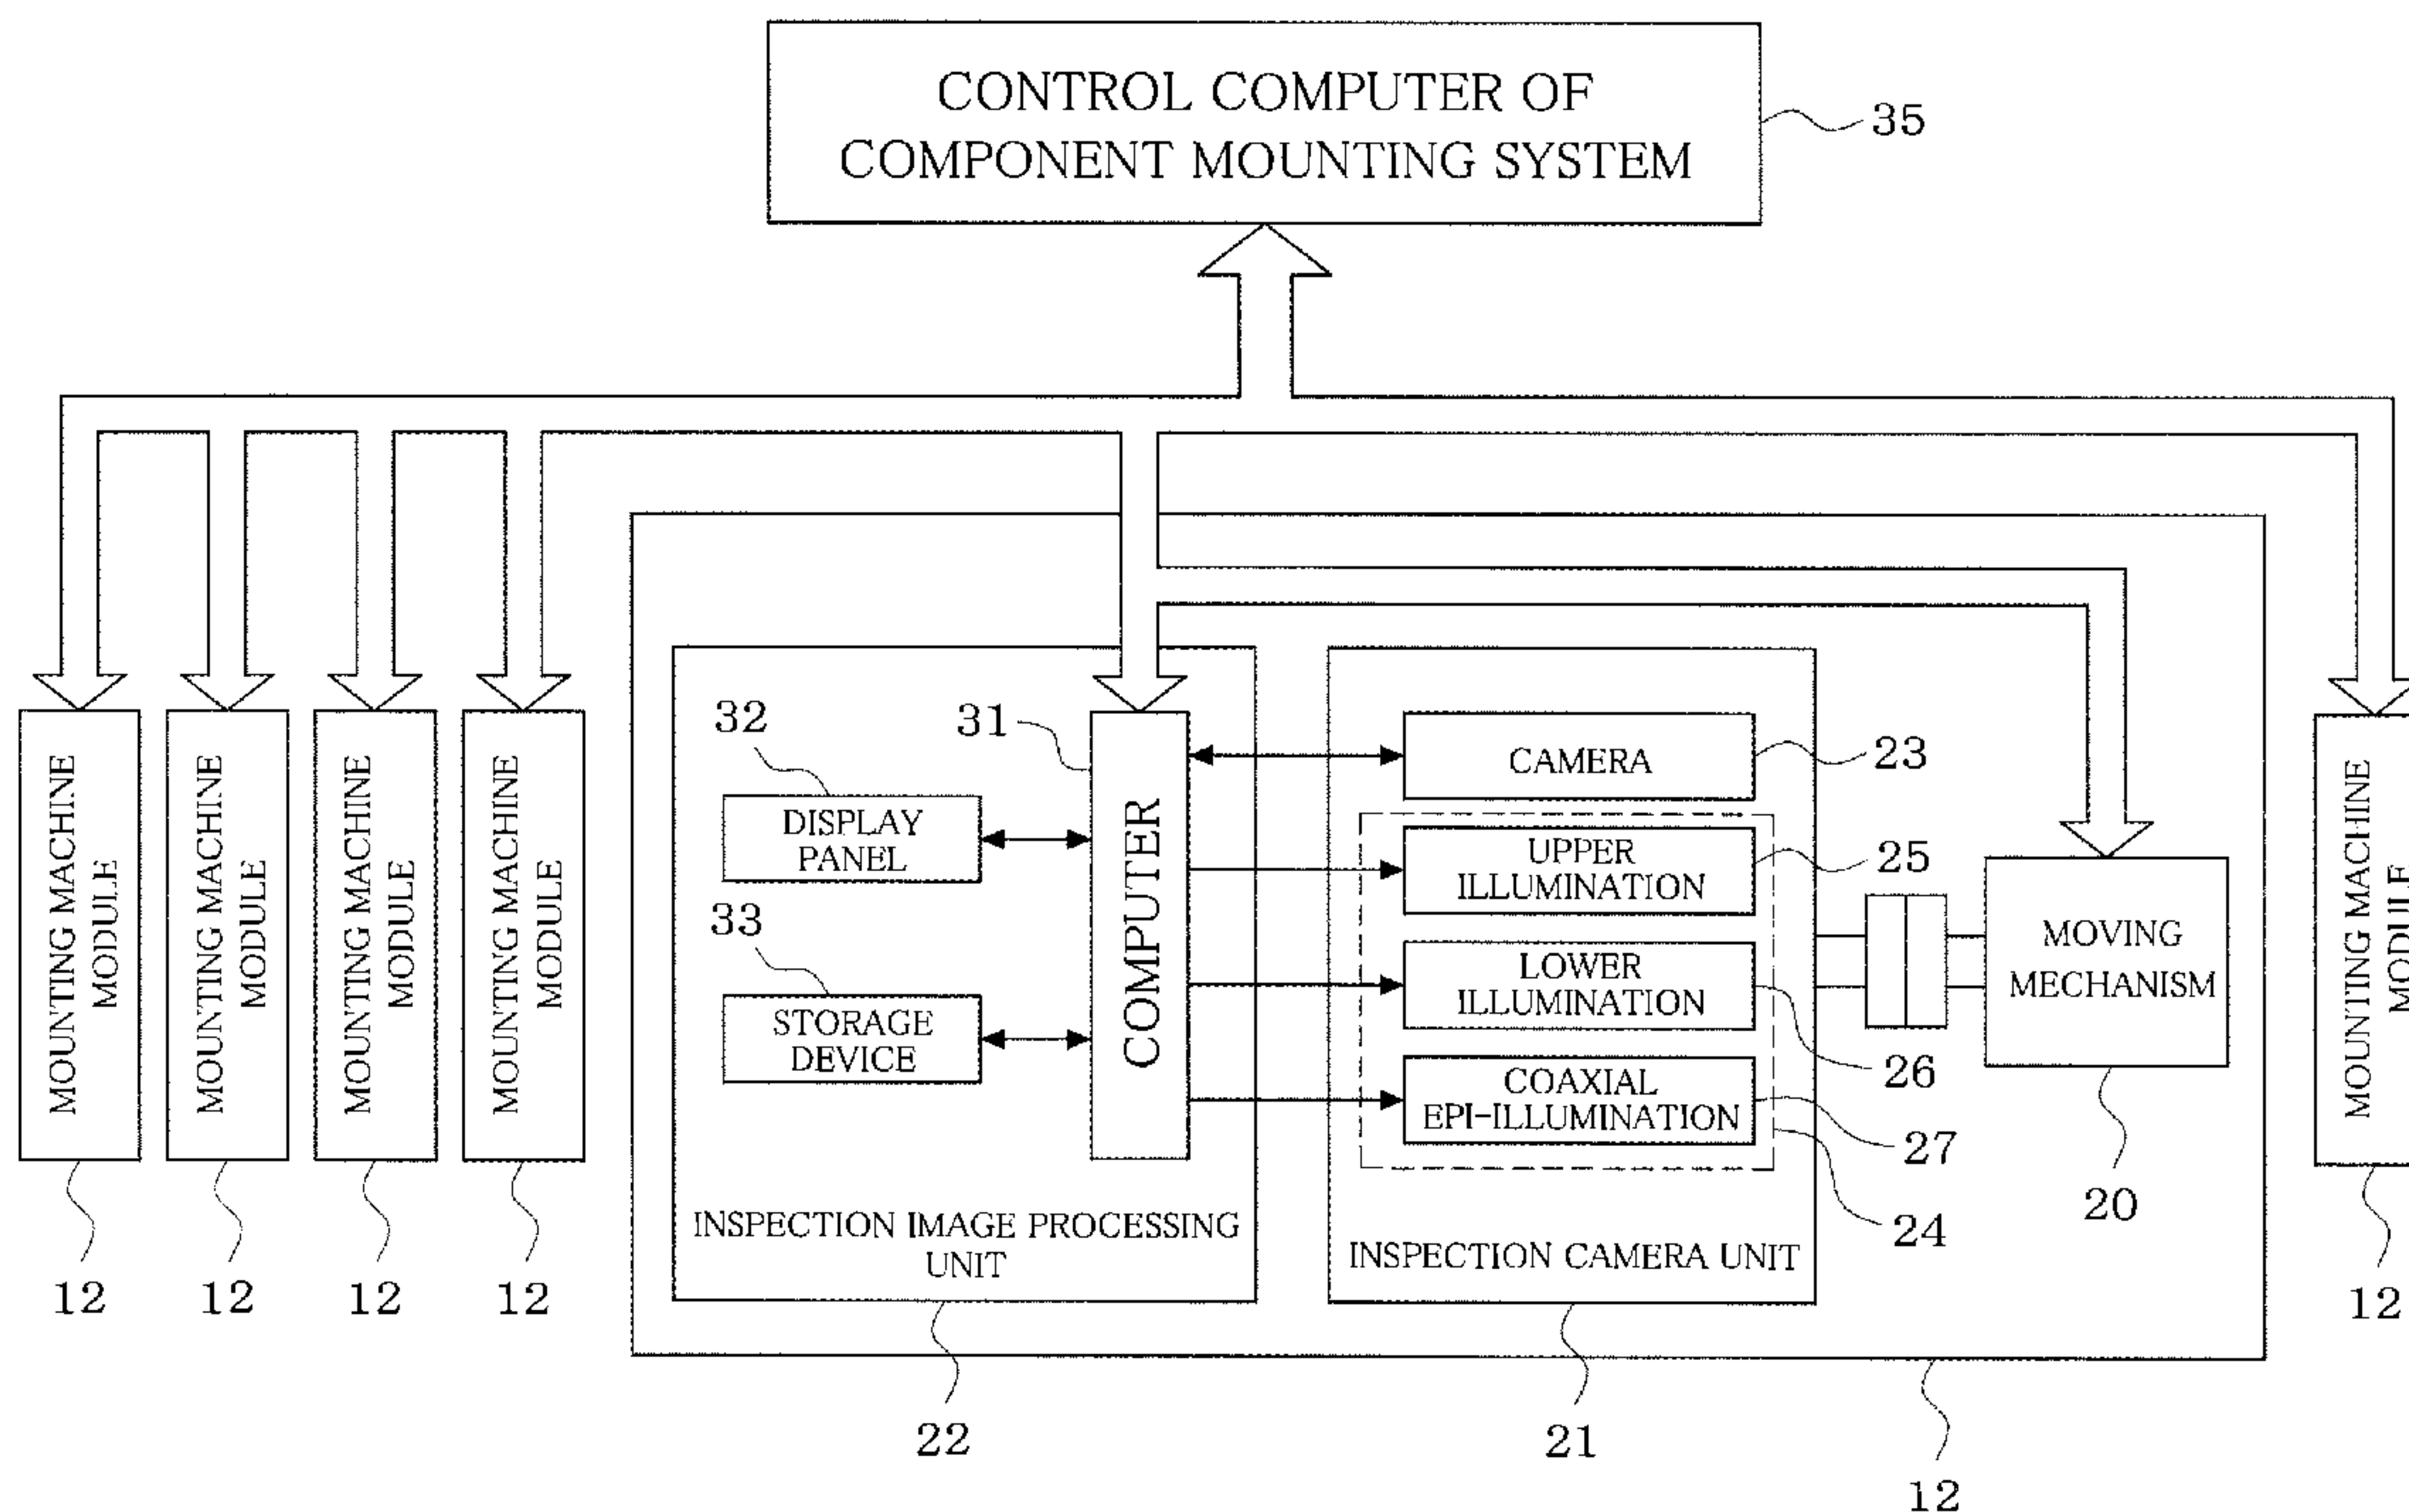 CONTROL COMPUTER OF
COMPONENT MOUNTING SYSTEM
35
MOUNTING MACHINE
MODULE
12
MOUNTING MACHINE
MODULE
12
MOUNTING MACHINE
MODULE
12
MOUNTING MACHINE
MODULE
12
32
DISPLAY
PANEL
33
STORAGE
DEVICE
31
COMPUTER
INSPECTION IMAGE PROCESSING
UNIT
22
CAMERA
23
UPPER
ILLUMINATION
25
LOWER
ILLUMINATION
26
COAXIAL
EPI-ILLUMINATION
27
24
INSPECTION CAMERA UNIT
21
MOVING
MECHANISM
20
12
MOUNTING MACHINE
MODULE
12